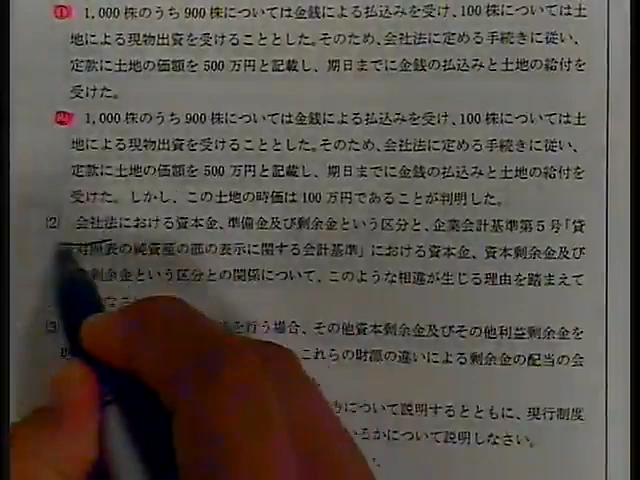 ① 1,000株のうち900株については金銭による払込みを受け、100株については土
地による現物出資を受けることとした。そのため、会社法に定める手続きに従い、
定款に土地の価額を500万円と記載し、期日までに金銭の払込みと土地の給付を
受けた。
1,000株のうち900株については金銭による払込みを受け、100株については土
地による現物出資を受けることとした。そのため、会社法に定める手続きに従い、
定款に土地の価額を500万円と記載し、期日までに金銭の払込みと土地の給付を
受けた。しかし、この土地の時価は100万円であることが判明した。
(2) 会社法における資本金、準備金及び剰余金という区分と、企業会計基準第5号「貸
対照表の純資産の部の表示に関する会計基準」における資本金、資本剰余金及び
剰余金という区分との関係について、このような相違が生じる理由を踏まえて
(3) を行う場合、その他資本剰余金及びその他利益剰余金を
これらの財源の違いによる剰余金の配当の会
について説明するとともに、現行制度
るかについて説明しなさい。